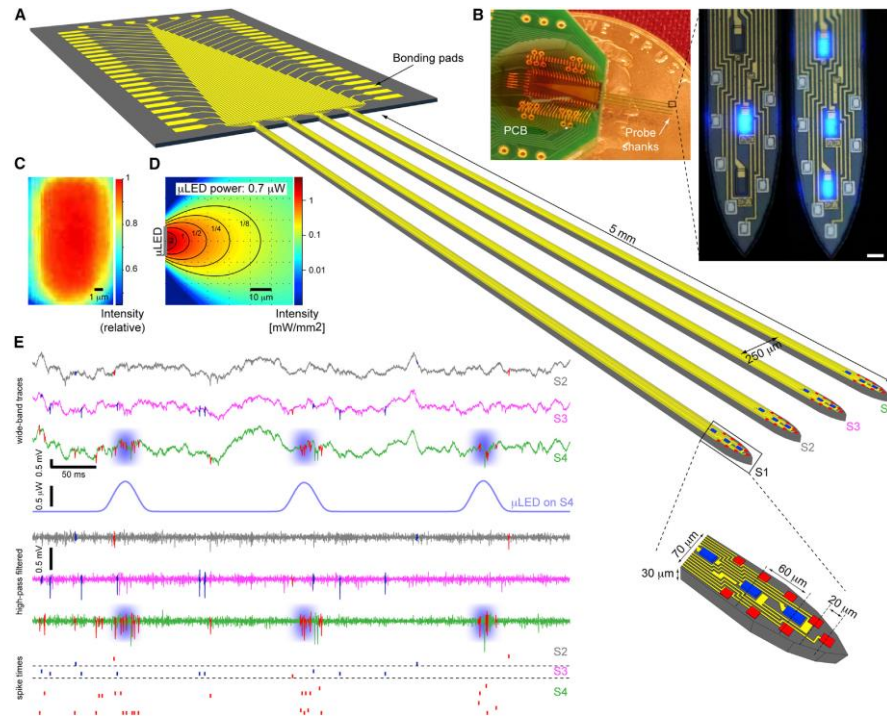 A
Bonding pads
B
WE TRU
PCB
Probe
shanks
C
1
0.8
0.6
1 μm
Intensity
(relative)
D
μLED power: 0.7 μW
μLED
1/2
1/4
1/8
10 μm
1
0.1
0.01
Intensity
[mW/mm2]
5 mm
250 μm
S
S3
S2
S1
70 μm
30 μm
60 μm
20 μm
E
wide-band traces
S2
S3
S4
0.5 mV
50 ms
0.5 μW
μLED on S4
high-pass filtered
0.5 mV
spike times
S2
S3
S4